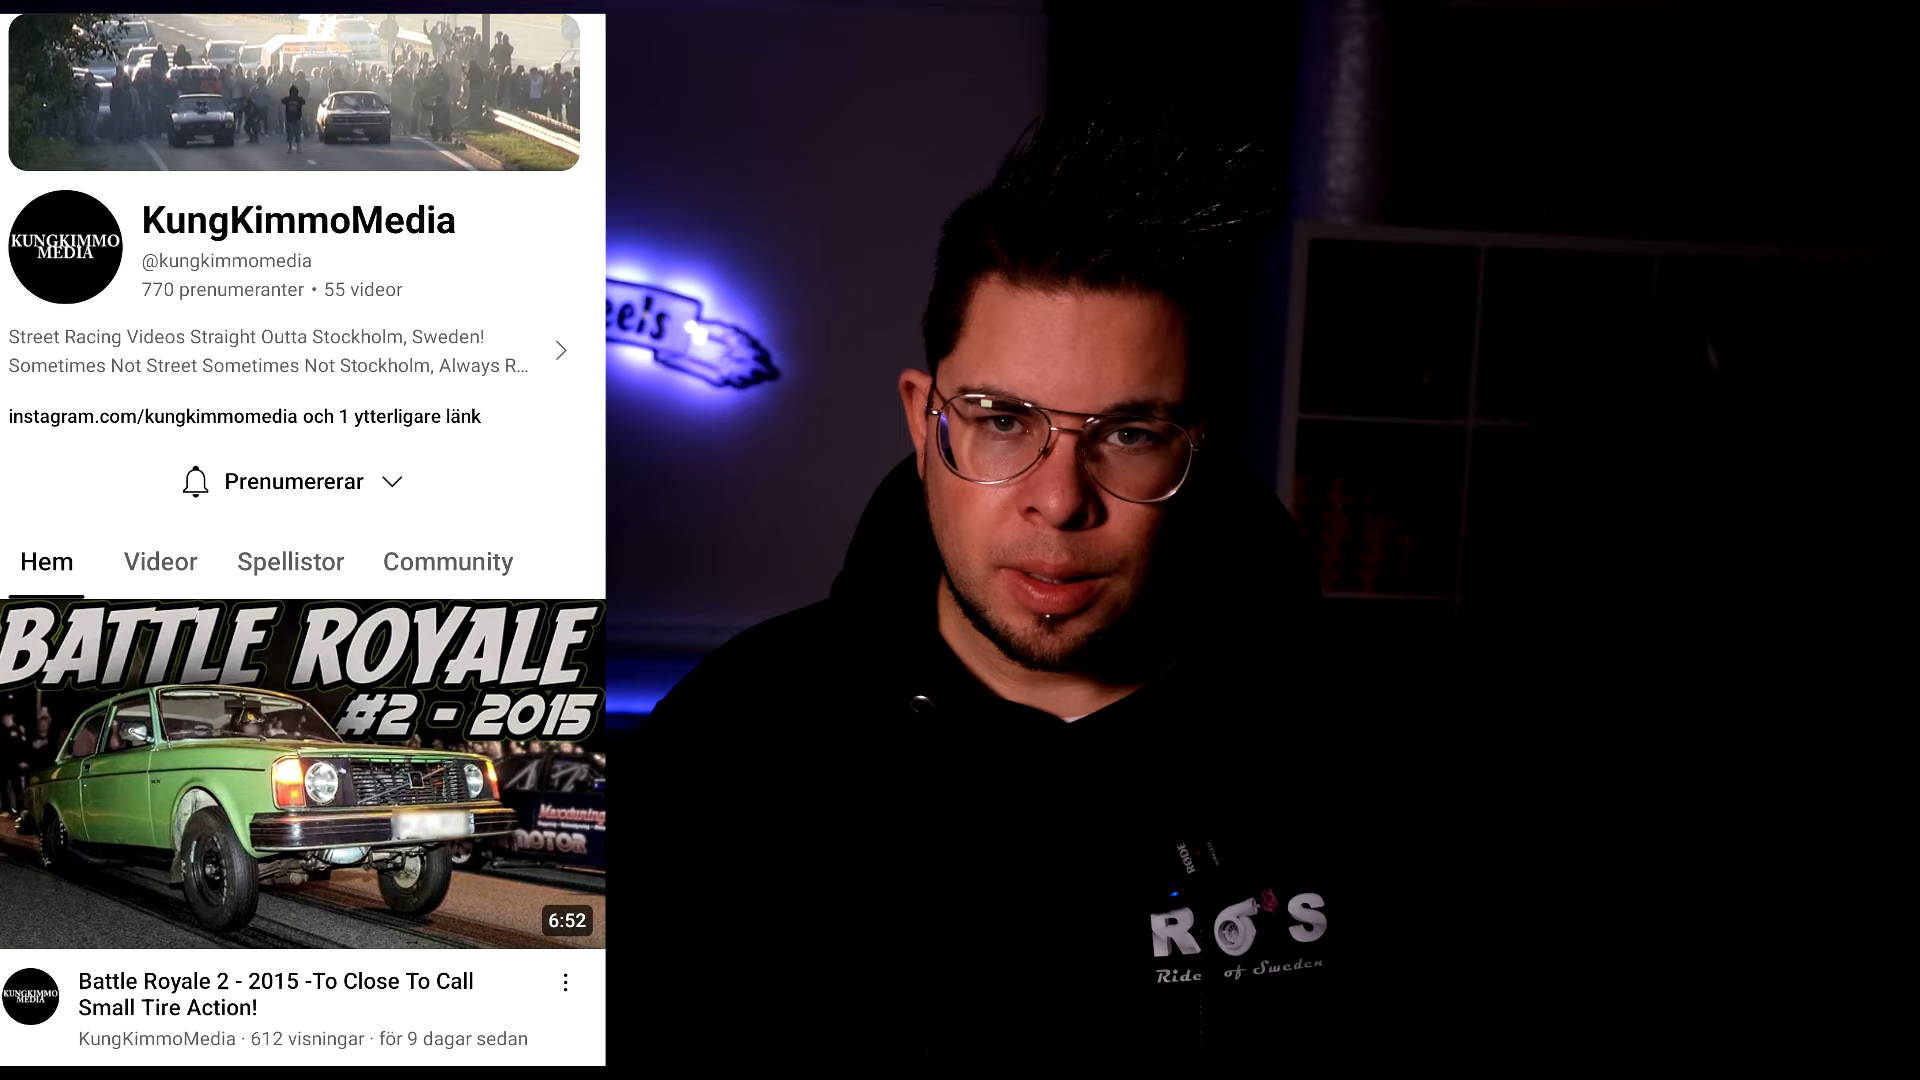 KUNGKIMMO
MEDIA
KungKimmoMedia
@kungkimmomedia
770 prenumeranter • 55 videor
Street Racing Videos Straight Outta Stockholm, Sweden!
Sometimes Not Street Sometimes Not Stockholm, Always R...
instagram.com/kungkimmomedia och 1 ytterligare länk
Prenumererar
Hem Videor Spellistor Community
BATTLE ROYALE
#2 - 2015
Maxxtuning
MOTOR
6:52
KUNGKIMMO
MEDIA
Battle Royale 2 - 2015 -To Close To Call
Small Tire Action!
KungKimmoMedia · 612 visningar · för 9 dagar sedan
eels
RØDE
R S
Ride of Sweden